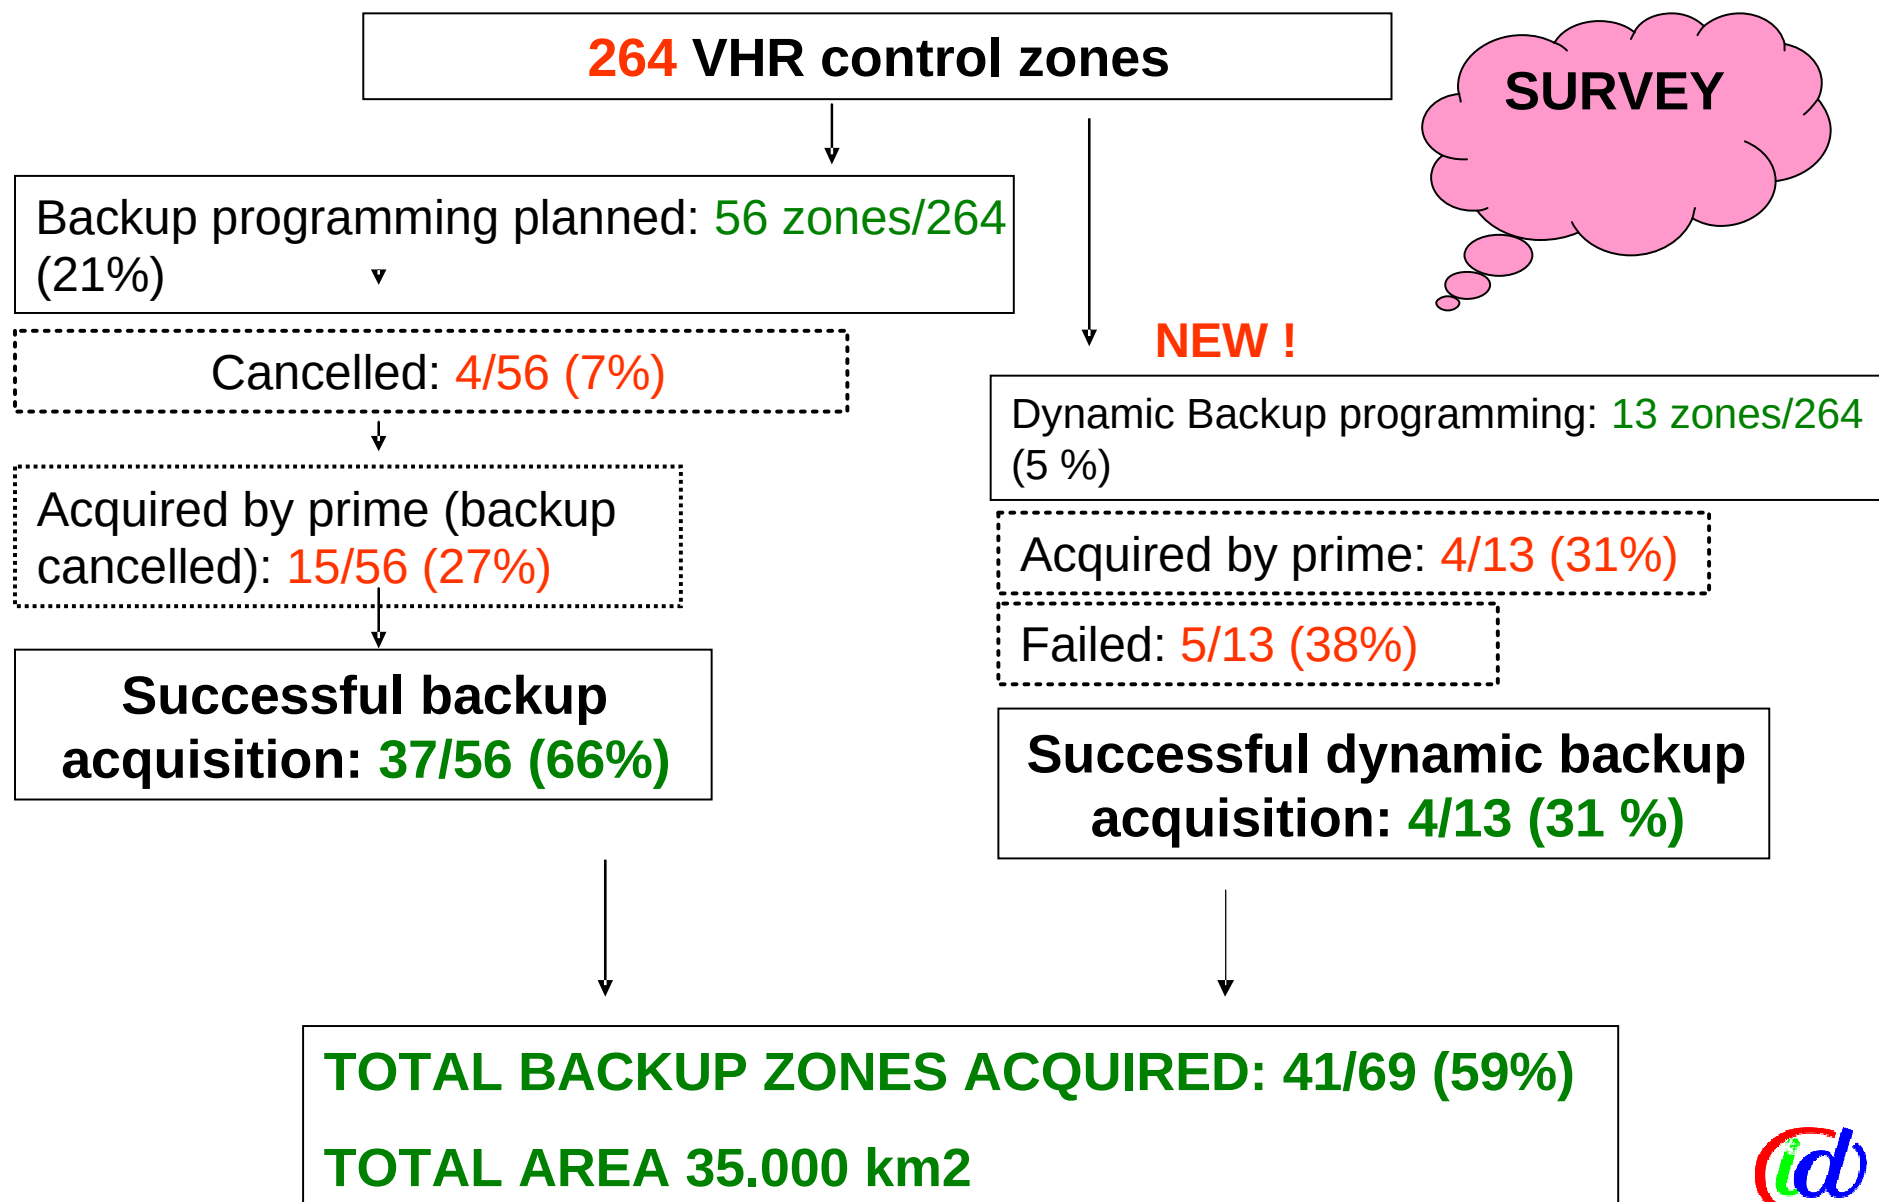 264 VHR control zones
SURVEY
Backup programming planned: 56 zones/264
(21%)
Cancelled: 4/56 (7%)
Acquired by prime (backup
cancelled): 15/56 (27%)
Successful backup
acquisition: 37/56 (66%)
NEW !
Dynamic Backup programming: 13 zones/264
(5 %)
Acquired by prime: 4/13 (31%)
Failed: 5/13 (38%)
Successful dynamic backup
acquisition: 4/13 (31 %)
TOTAL BACKUP ZONES ACQUIRED: 41/69 (59%)
TOTAL AREA 35.000 km2
id